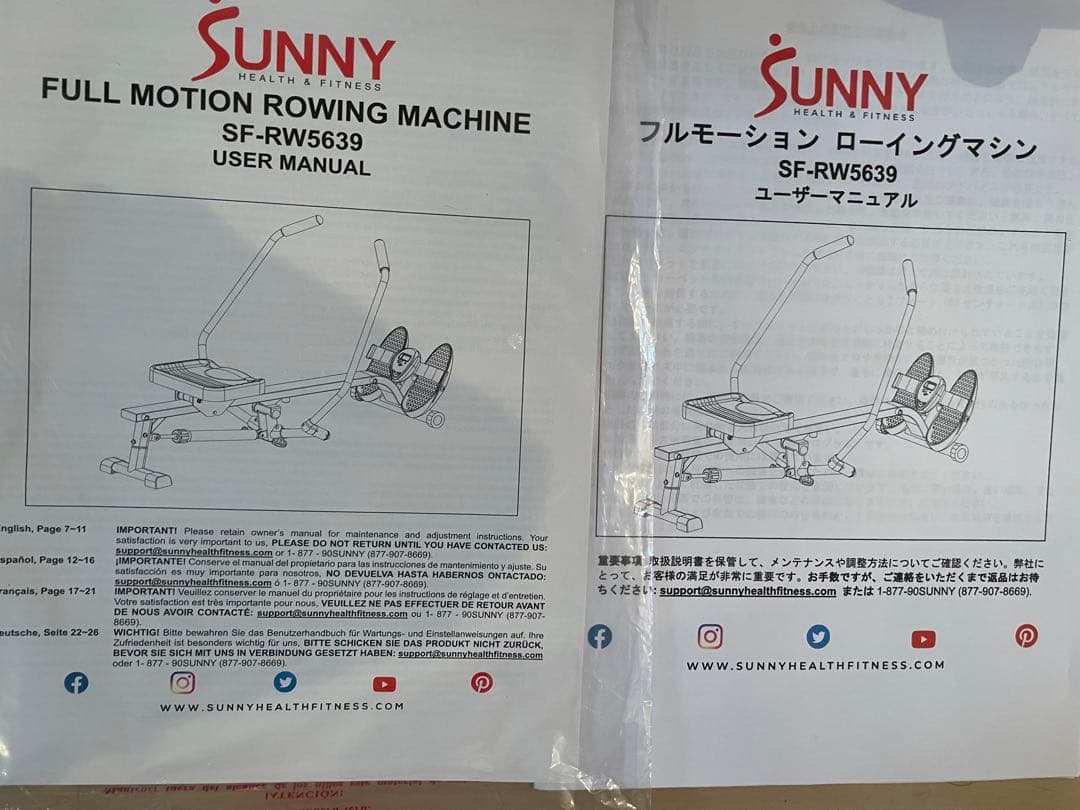 SUNNY
HEALTH & FITNESS
FULL MOTION ROWING MACHINE
SF-RW5639
USER MANUAL
nglish, Page 7~11
IMPORTANT! Please retain owner's manual for maintenance and adjustment instructions. Your
satisfaction is very important to us, PLEASE DO NOT RETURN UNTIL YOU HAVE CONTACTED US:
support@sunnyhealthfitness.com or 1- 877 - 90SUNNY (877-907-8669).
spañol, Page 12~16
¡IMPORTANTE! Conserve el manual del propietario para las instrucciones de mantenimiento y ajuste. Su
satisfacción es muy importante para nosotros, NO DEVUELVA HASTA HABERNOS ONTACTADO:
support@sunnyhealthfitness.com ó 1- 877 - 90SUNNY (877-907-8669).
rançais, Page 17~21
IMPORTANT! Veuillez conserver le manuel du propriétaire pour les instructions de réglage et d'entretien.
Votre satisfaction est très importante pour nous, VEUILLEZ NE PAS EFFECTUER DE RETOUR AVANT
DE NOUS AVOIR CONTACTÉ: support@sunnyhealthfitness.com ou 1- 877 - 90SUNNY (877-907-
8669).
eutsche, Seite 22~26
WICHTIG! Bitte bewahren Sie das Benutzerhandbuch für Wartungs- und Einstellanweisungen auf. Ihre
Zufriedenheit ist besonders wichtig für uns, BITTE SCHICKEN SIE DAS PRODUKT NICHT ZURÜCK,
BEVOR SIE SICH MIT UNS IN VERBINDUNG GESETZT HABEN: support@sunnyhealthfitness.com
oder 1- 877 - 90SUNNY (877-907-8669).
WWW.SUNNYHEALTHFITNESS.COM
SUNNY
HEALTH & FITNESS
フルモーション ローイングマシン
SF-RW5639
ユーザーマニュアル
重要事項 取扱説明書を保管して、メンテナンスや調整方法についてご確認ください。弊社に
とって、お客様の満足が非常に重要です。お手数ですが、ご連絡をいただくまで返品はお待
ちください: support@sunnyhealthfitness.com または 1-877-90SUNNY (877-907-8669).
WWW.SUNNYHEALTHFITNESS.COM
¡ATENCIÓN!